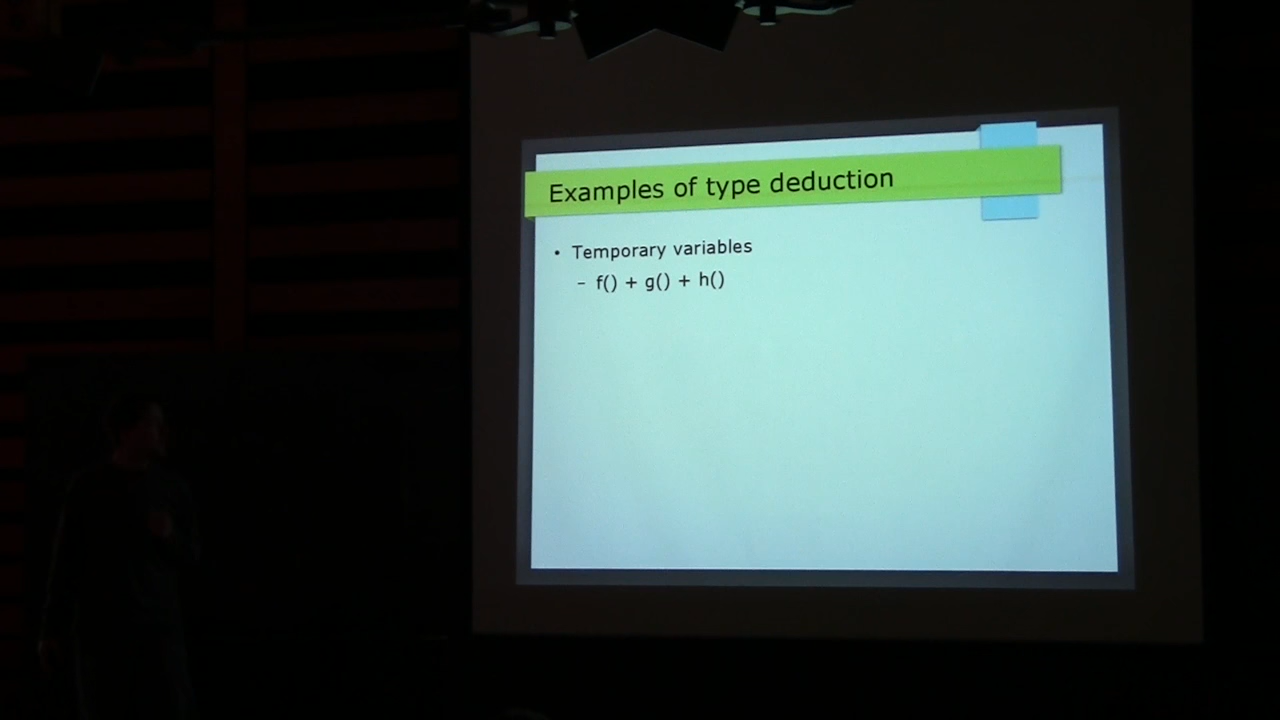 Examples of type deduction
• Temporary variables
– f() + g() + h()